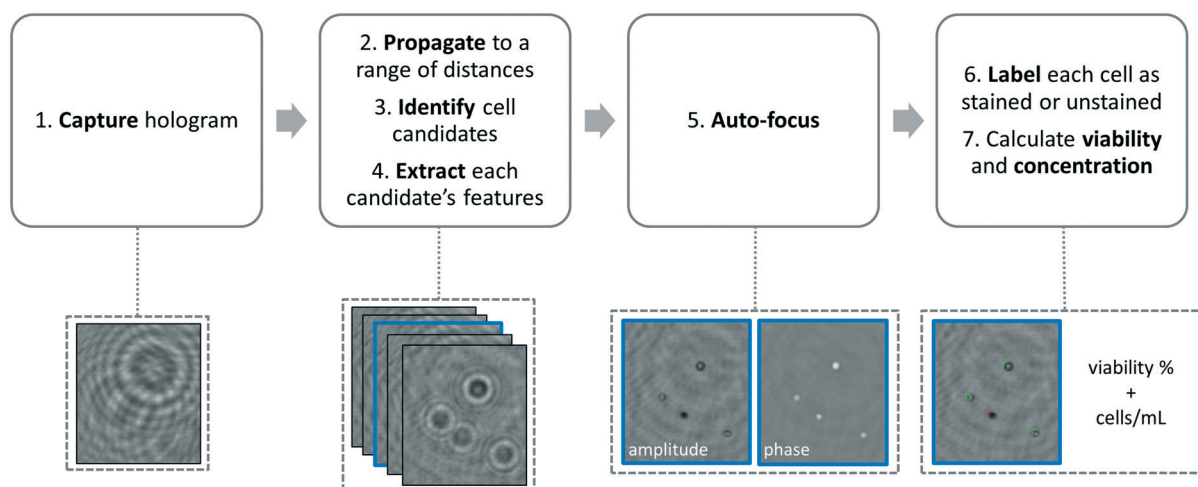 1. Capture hologram
2. Propagate to a
range of distances
3. Identify cell
candidates
4. Extract each
candidate's features
5. Auto-focus
6. Label each cell as
stained or unstained
7. Calculate viability
and concentration
amplitude
phase
viability %
+
cells/mL